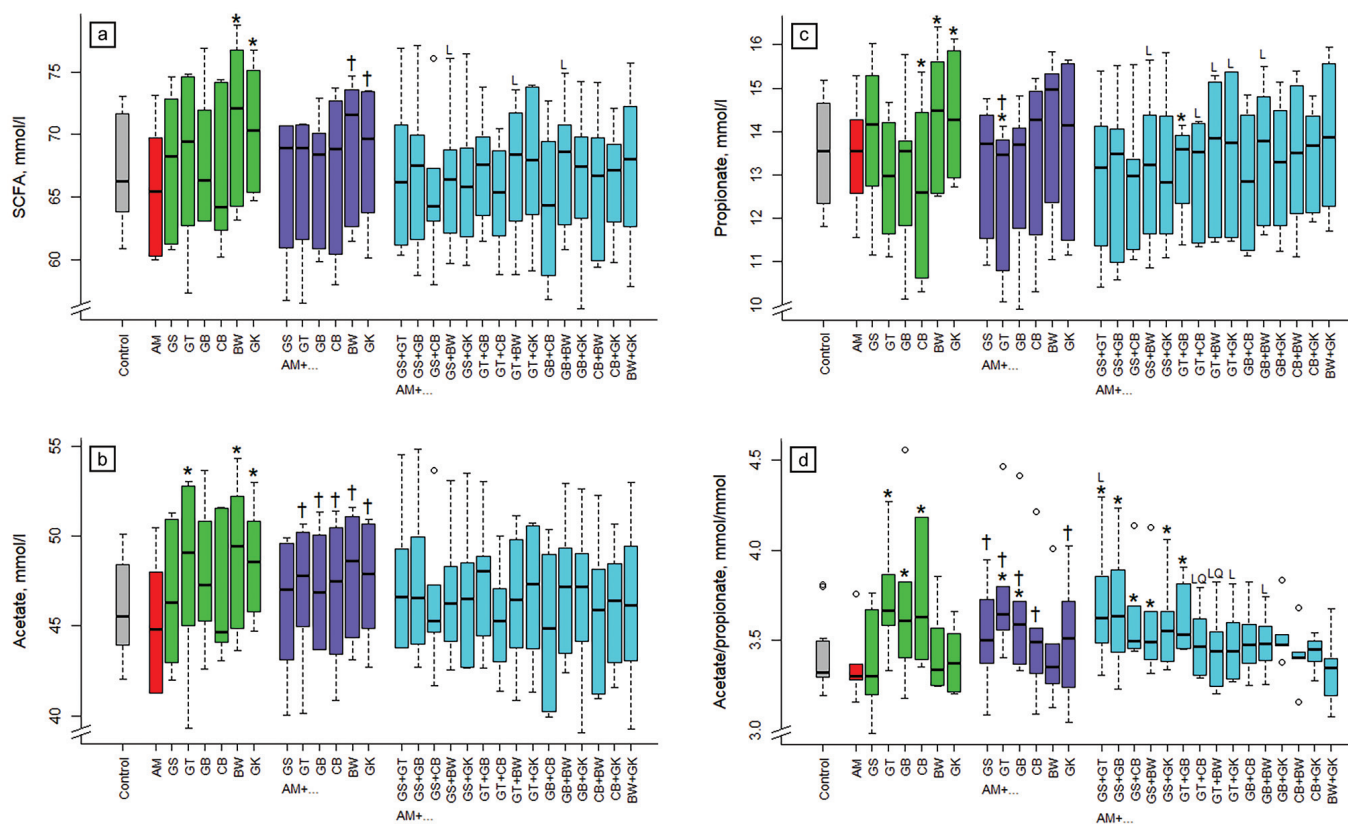 a
SCFA, mmol/l
75
70
65
60
* * † † L L L
Control AM GS GT GB CB BW GK GS GT GB CB BW GK GS+GT GS+GB GS+CB GS+BW GS+GK GT+GB GT+CB GT+BW GT+GK GB+CB GB+BW GB+GK CB+BW CB+GK BW+GK
AM+...
AM+...
c
Propionate, mmol/l
16
15
14
13
12
11
10
* * * † * L * L L L L
Control AM GS GT GB CB BW GK GS GT GB CB BW GK GS+GT GS+GB GS+CB GS+BW GS+GK GT+GB GT+CB GT+BW GT+GK GB+CB GB+BW GB+GK CB+BW CB+GK BW+GK
AM+...
AM+...
b
Acetate, mmol/l
55
50
45
40
* * * † † † † †
Control AM GS GT GB CB BW GK GS GT GB CB BW GK GS+GT GS+GB GS+CB GS+BW GS+GK GT+GB GT+CB GT+BW GT+GK GB+CB GB+BW GB+GK CB+BW CB+GK BW+GK
AM+...
AM+...
d
Acetate/propionate, mmol/mmol
4.5
4.0
3.5
3.0
* * * † † * † * † † L * * * * * * LQ LQ L L
Control AM GS GT GB CB BW GK GS GT GB CB BW GK GS+GT GS+GB GS+CB GS+BW GS+GK GT+GB GT+CB GT+BW GT+GK GB+CB GB+BW GB+GK CB+BW CB+GK BW+GK
AM+...
AM+...